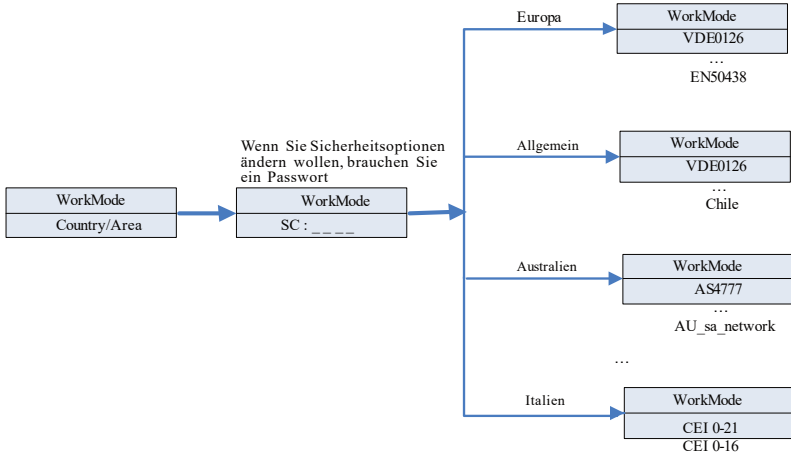 Europa
WorkMode
VDE0126
…
EN50438
Wenn Sie Sicherheitsoptionen
ändern wollen, brauchen Sie
ein Passwort
Allgemein
WorkMode
VDE0126
…
Chile
WorkMode
Country/Area
WorkMode
SC : _ _ _ _
Australien
WorkMode
AS4777
…
AU_sa_network
…
Italien
WorkMode
CEI 0-21
CEI 0-16